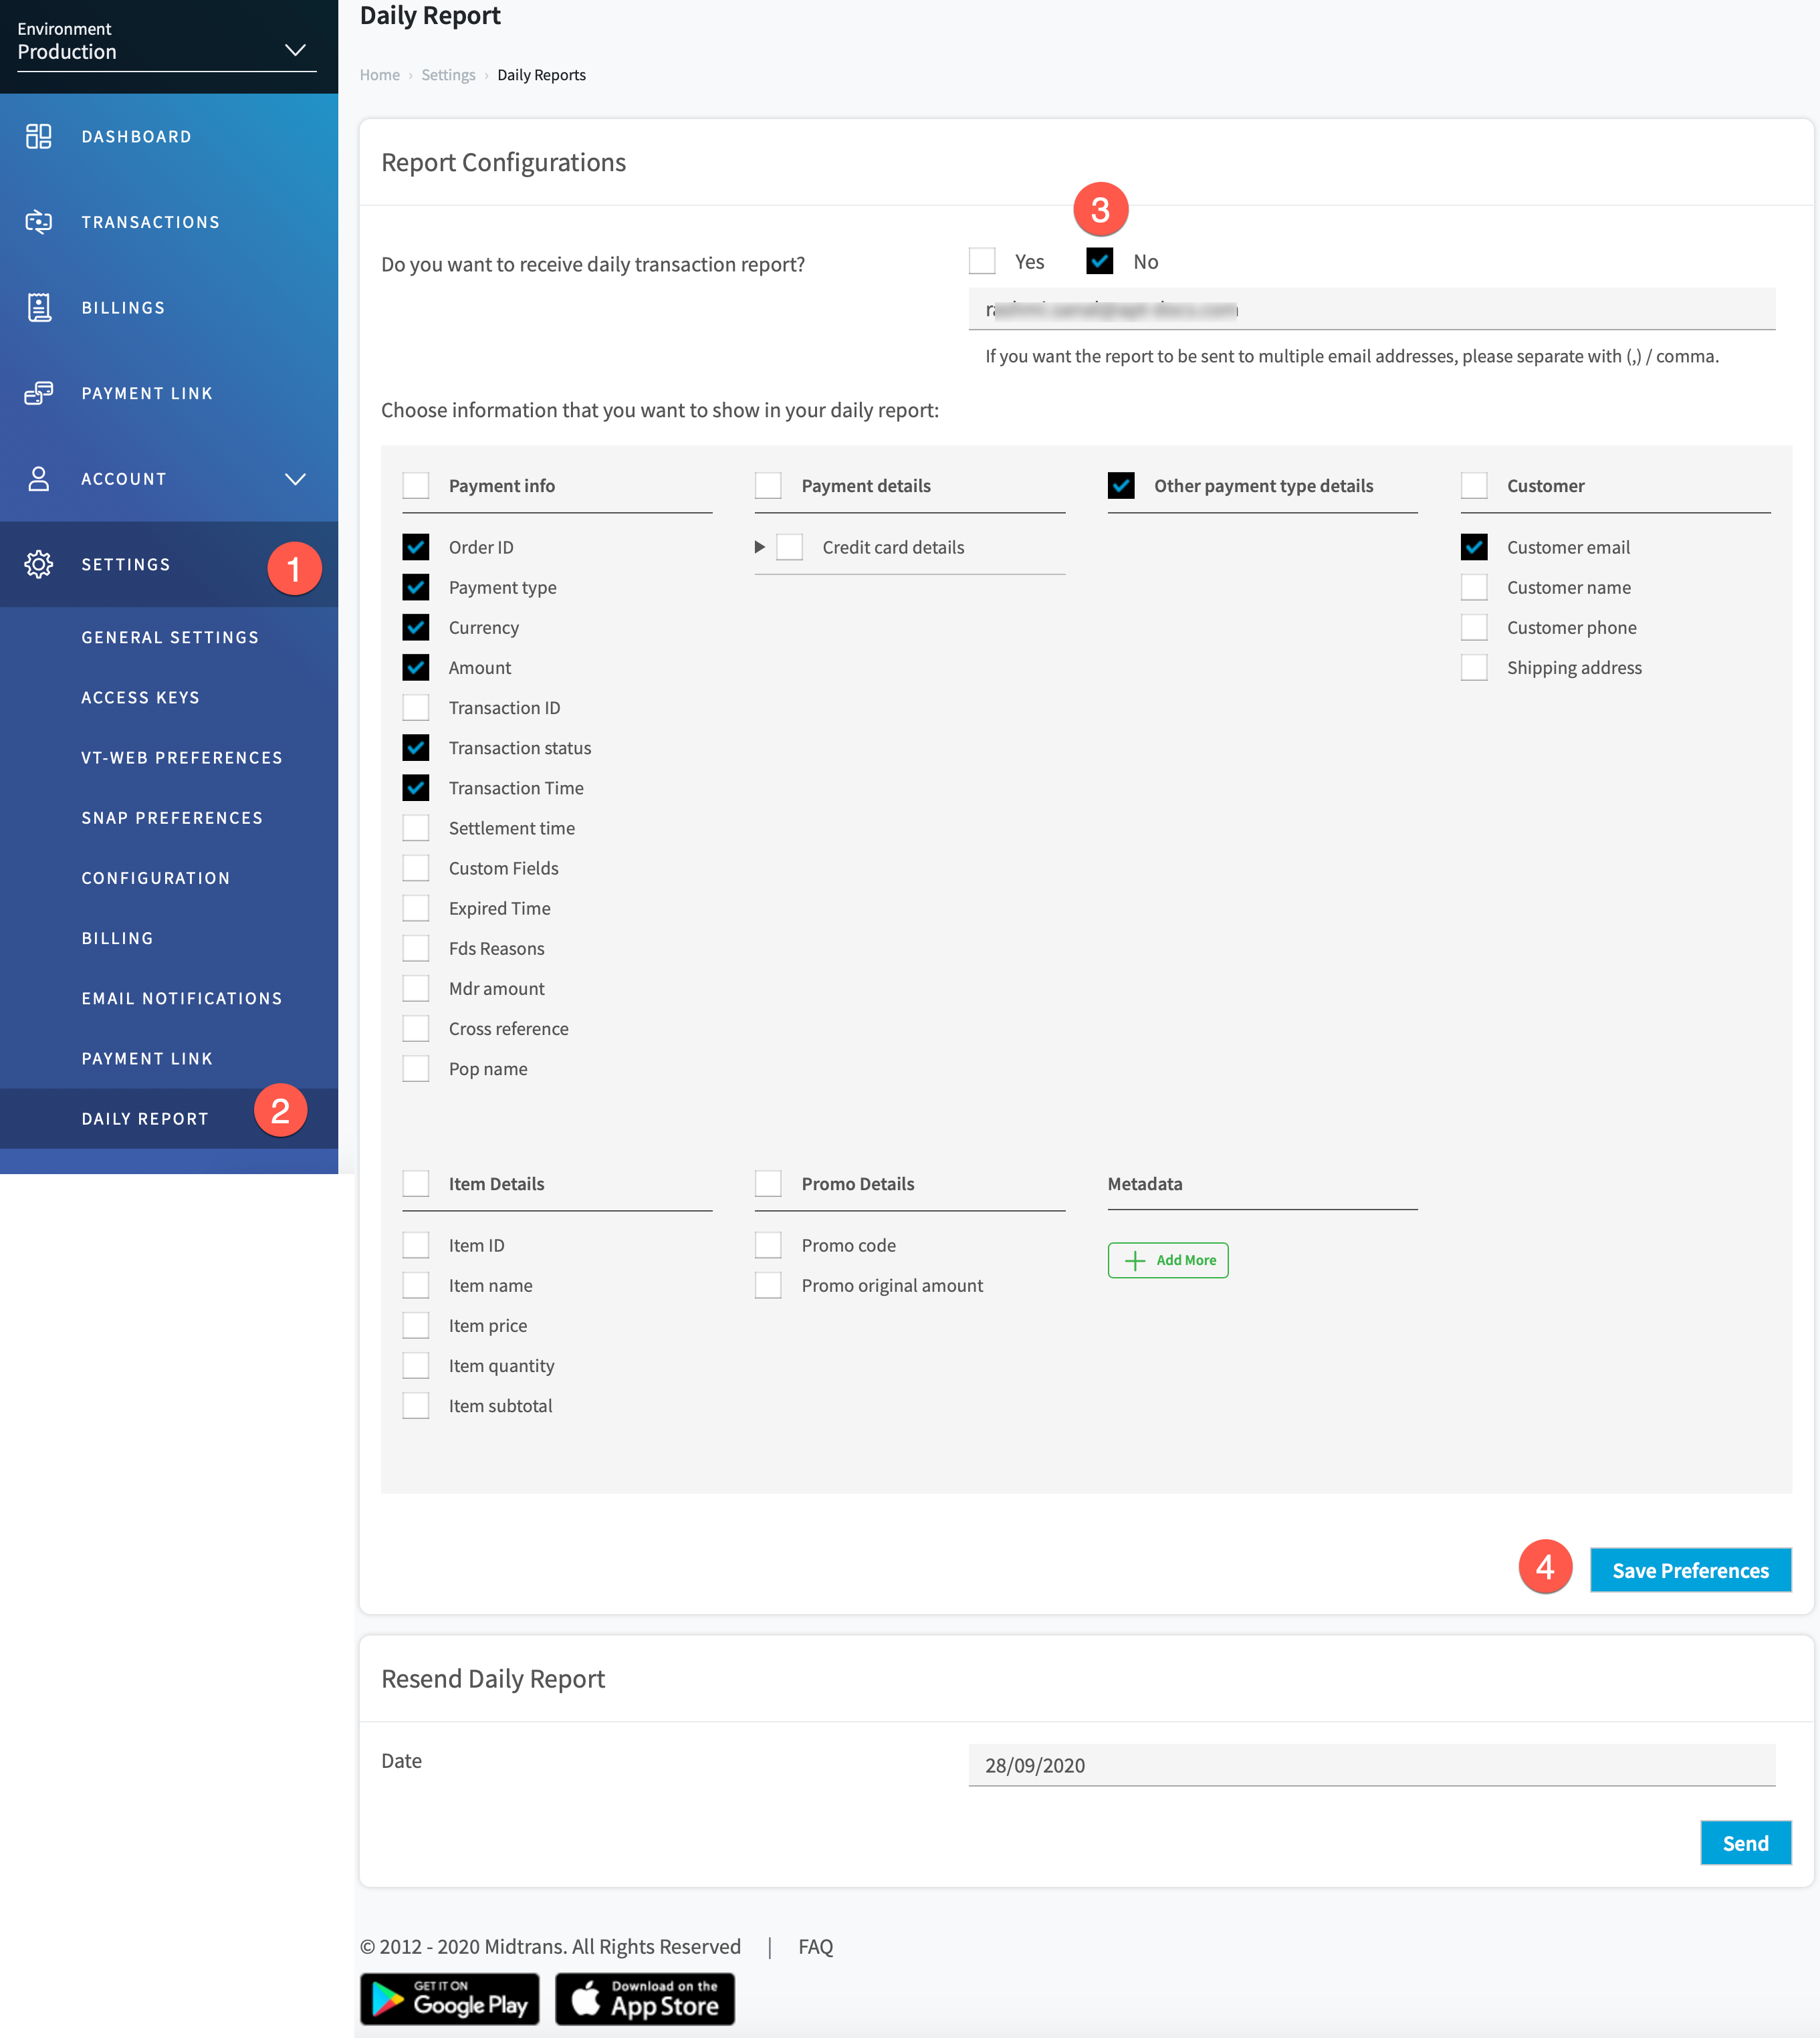 Environment
Production
DASHBOARD
TRANSACTIONS
BILLINGS
PAYMENT LINK
ACCOUNT
SETTINGS
1
GENERAL SETTINGS
ACCESS KEYS
VT-WEB PREFERENCES
SNAP PREFERENCES
CONFIGURATION
BILLING
EMAIL NOTIFICATIONS
PAYMENT LINK
DAILY REPORT
2
Daily Report
Home › Settings › Daily Reports
Report Configurations
3
Do you want to receive daily transaction report?
Yes
No
If you want the report to be sent to multiple email addresses, please separate with (,) / comma.
Choose information that you want to show in your daily report:
Payment info
Order ID
Payment type
Currency
Amount
Transaction ID
Transaction status
Transaction Time
Settlement time
Custom Fields
Expired Time
Fds Reasons
Mdr amount
Cross reference
Pop name
Payment details
Credit card details
Other payment type details
Customer
Customer email
Customer name
Customer phone
Shipping address
Item Details
Item ID
Item name
Item price
Item quantity
Item subtotal
Promo Details
Promo code
Promo original amount
Metadata
Add More
4
Save Preferences
Resend Daily Report
Date
28/09/2020
Send
© 2012 - 2020 Midtrans. All Rights Reserved | FAQ
GET IT ON
Google Play
Download on the
App Store